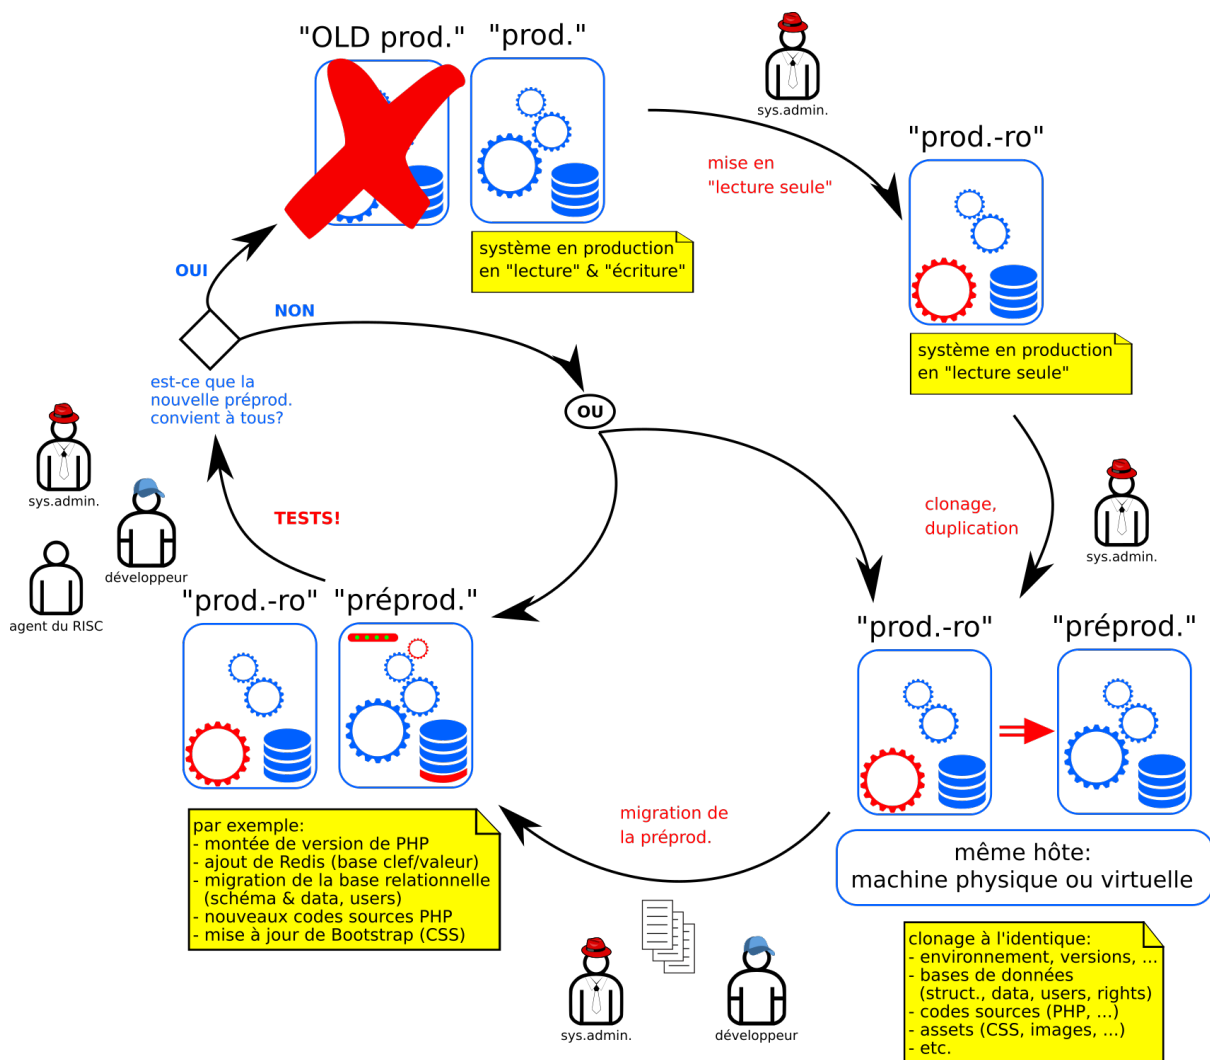 "OLD prod."
"prod."
sys.admin.
"prod.-ro"
mise en
"lecture seule"
système en production
en "lecture" & "écriture"
OUI
NON
système en production
en "lecture seule"
est-ce que la
nouvelle préprod.
convient à tous?
OU
sys.admin.
développeur
agent du RISC
TESTS!
clonage,
duplication
sys.admin.
"prod.-ro"
"préprod."
"prod.-ro"
"préprod."
migration de
la préprod.
même hôte:
machine physique ou virtuelle
par exemple:
- montée de version de PHP
- ajout de Redis (base clef/valeur)
- migration de la base relationnelle
(schéma & data, users)
- nouveaux codes sources PHP
- mise à jour de Bootstrap (CSS)
sys.admin.
développeur
clonage à l'identique:
- environnement, versions, ...
- bases de données
(struct., data, users, rights)
- codes sources (PHP, ...)
- assets (CSS, images, ...)
- etc.